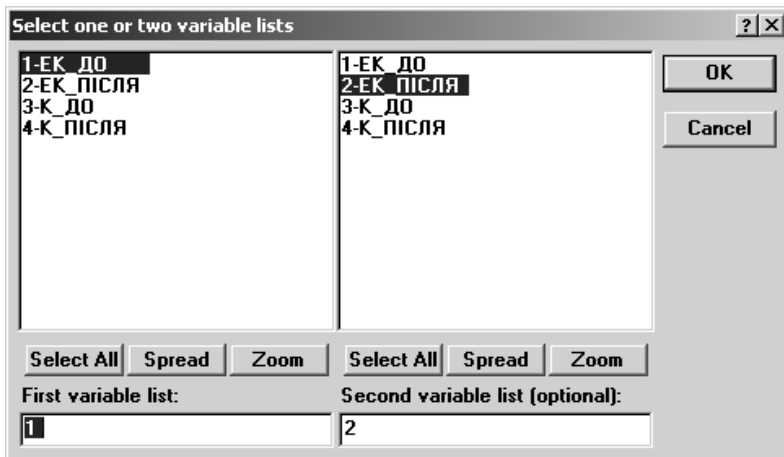 Select one or two variable lists
1-ЕК_ДО
2-ЕК_ПІСЛЯ
3-К_ДО
4-К_ПІСЛЯ
1-ЕК_ДО
2-ЕК_ПІСЛЯ
3-К_ДО
4-К_ПІСЛЯ
OK
Cancel
Select All Spread Zoom
Select All Spread Zoom
First variable list:
1
Second variable list (optional):
2